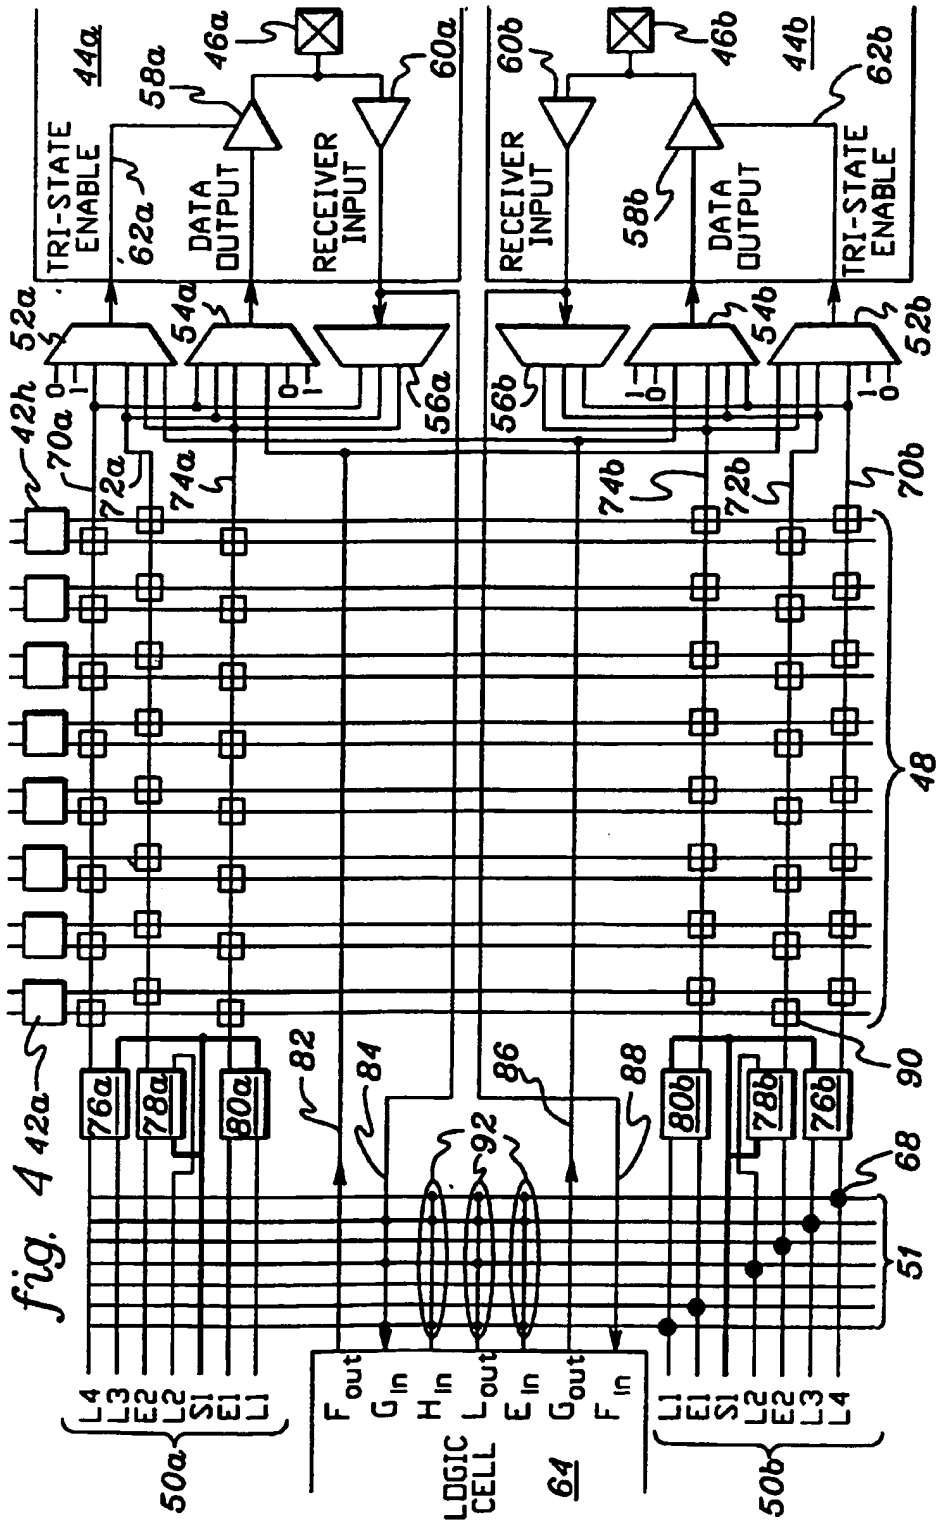 fig. 4
44a
46a
58a
60a
TRI-STATE
ENABLE
62a
DATA
OUTPUT
RECEIVER
INPUT
60b
46b
44b
62b
RECEIVER
INPUT
58b
DATA
OUTPUT
TRI-STATE
ENABLE
52a
0
1
54a
0
1
56a
56b
1
0
54b
1
0
52b
42h
70a
72a
74a
74b
72b
70b
48
42a
76a
78a
80a
82
84
86
88
80b
78b
76b
90
92
68
51
L4
L3
E2
L2
S1
E1
L1
50a
Fout
Gin
Hin
Lout
Ein
Gout
Fin
LOGIC
CELL
64
L1
E1
S1
L2
E2
L3
L4
50b